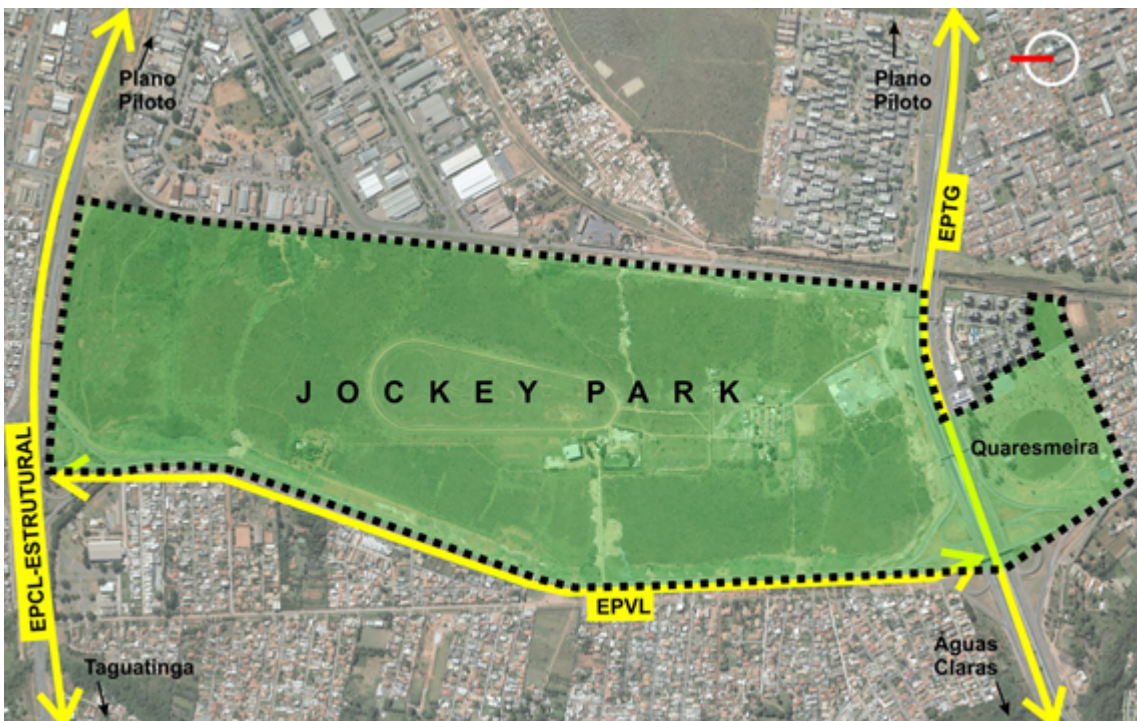 Plano
Piloto
Plano
Piloto
EPTG
JOCKEY PARK
Quaresmeira
EPCL-ESTRUTURAL
EPVL
Taguatinga
Águas
Claras